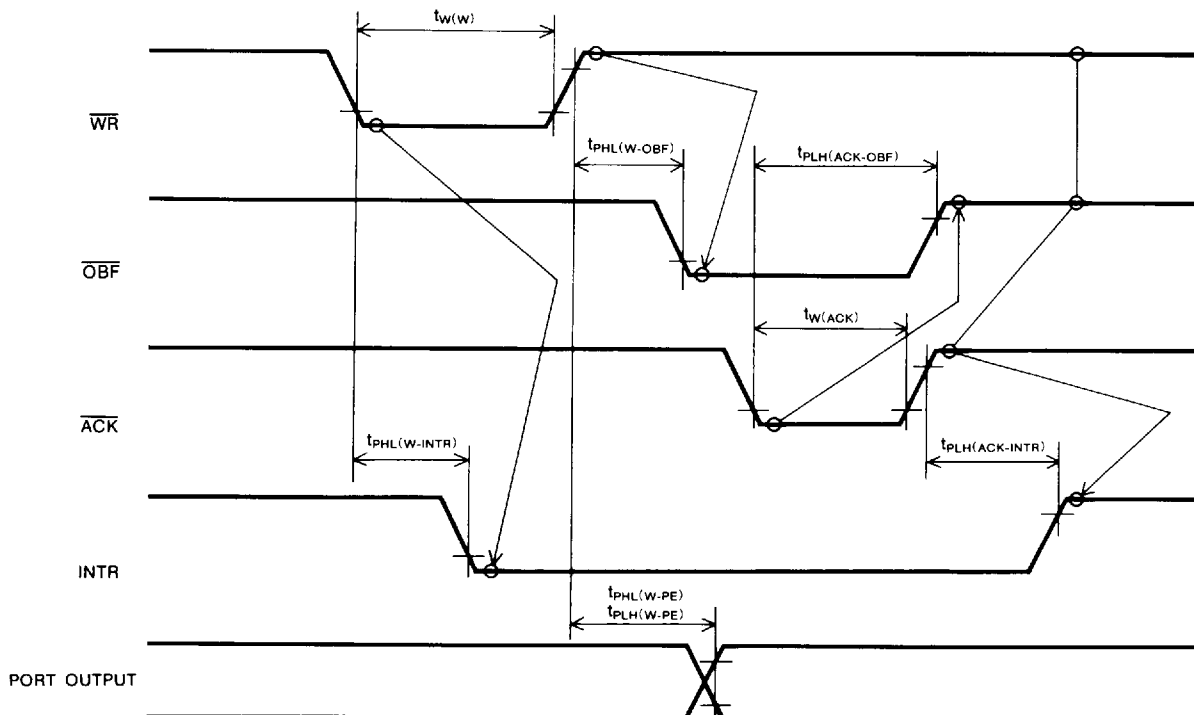 tW(W)
WR
tPHL(W-OBF)
tPLH(ACK-OBF)
OBF
tW(ACK)
ACK
tPHL(W-INTR)
tPLH(ACK-INTR)
INTR
tPHL(W-PE)
tPLH(W-PE)
PORT OUTPUT